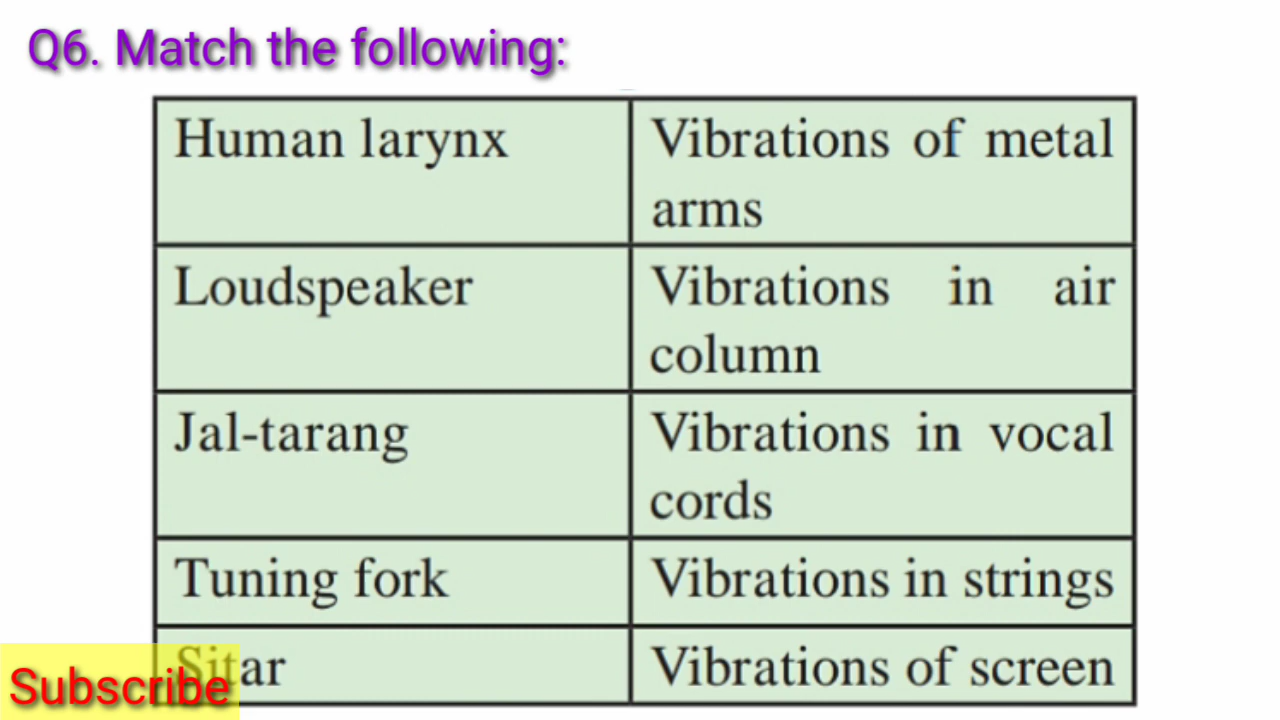 Q6. Match the following:
Human larynx
Vibrations of metal
arms
Loudspeaker
Vibrations in air
column
Jal-tarang
Vibrations in vocal
cords
Tuning fork
Vibrations in strings
Sitar
Vibrations of screen
Subscribe